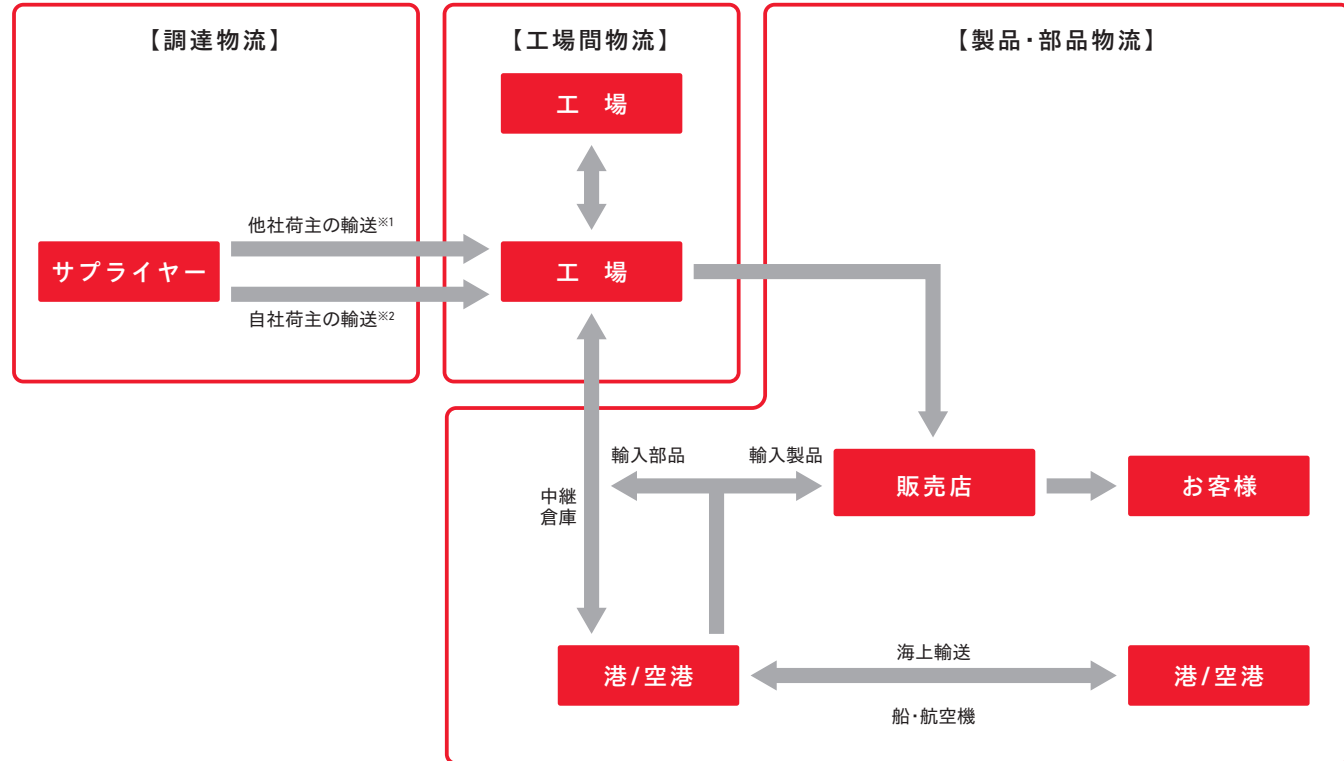 【調達物流】
【工場間物流】
【製品・部品物流】
工 場
他社荷主の輸送※1
サプライヤー
工 場
自社荷主の輸送※2
輸入部品
輸入製品
中継
倉庫
販売店
お客様
港/空港
海上輸送
船・航空機
港/空港